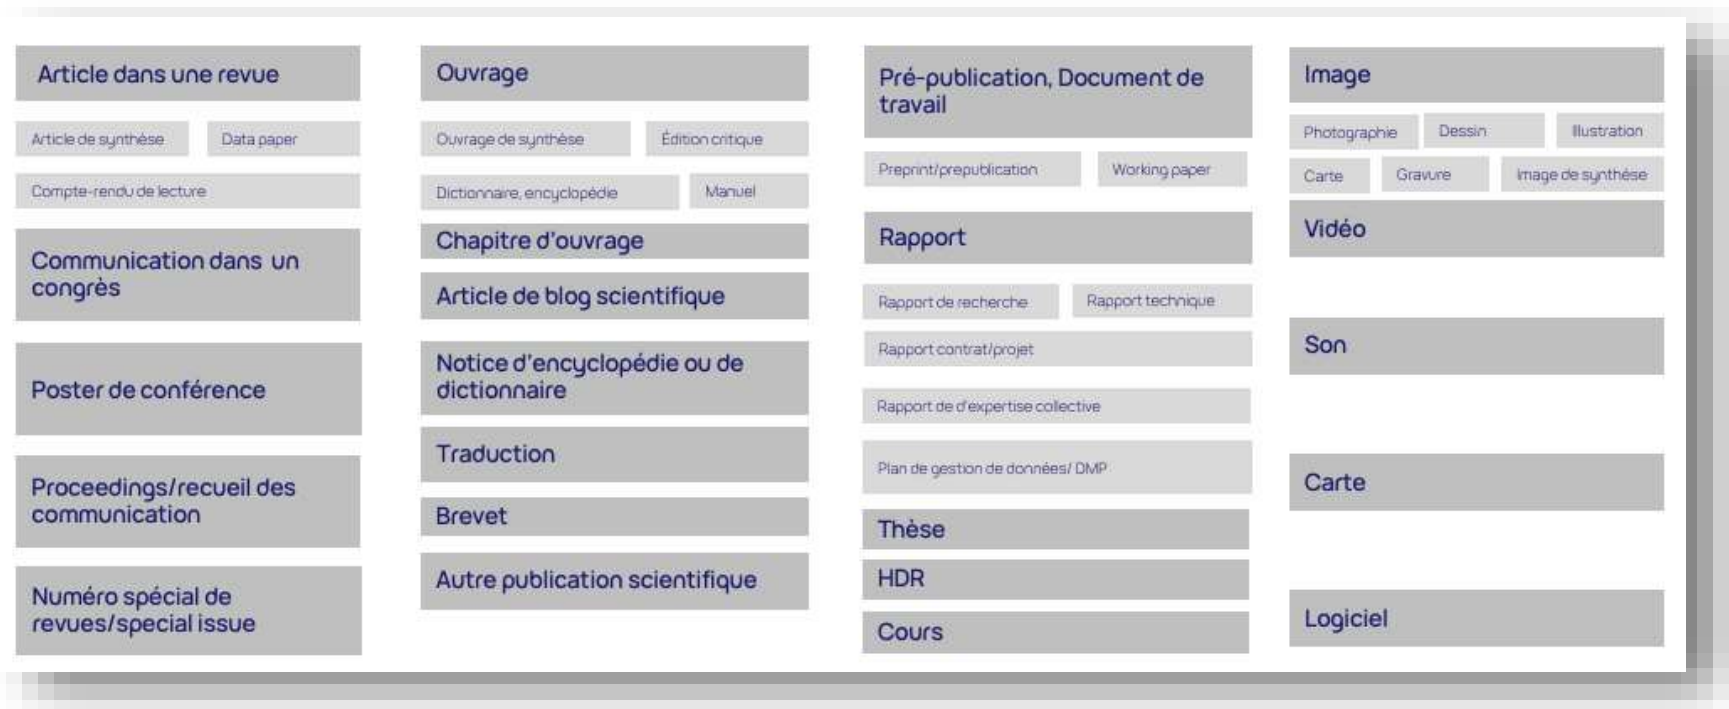 Article dans une revue
Article de synthèse
Data paper
Compte-rendu de lecture
Communication dans un
congrès
Poster de conférence
Proceedings/recueil des
communication
Numéro spécial de
revues/special issue
Ouvrage
Ouvrage de synthèse
Édition critique
Dictionnaire, encyclopédie
Manuel
Chapitre d'ouvrage
Article de blog scientifique
Notice d'encyclopédie ou de
dictionnaire
Traduction
Brevet
Autre publication scientifique
Pré-publication, Document de
travail
Preprint/prepublication
Working paper
Rapport
Rapport de recherche
Rapport technique
Rapport contrat/projet
Rapport de d'expertise collective
Plan de gestion de données/ DMP
Thèse
HDR
Cours
Image
Photographie
Dessin
Illustration
Carte
Gravure
Image de synthèse
Vidéo
Son
Carte
Logiciel